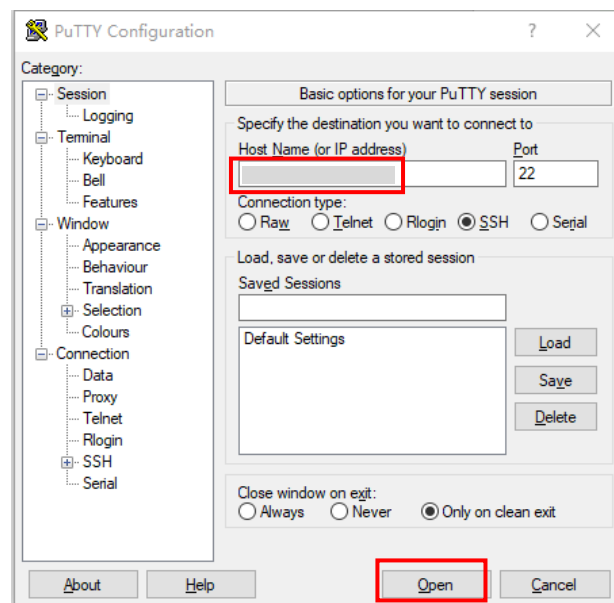 PuTTY Configuration
Category:
Session
Logging
Terminal
Keyboard
Bell
Features
Window
Appearance
Behaviour
Translation
Selection
Colours
Connection
Data
Proxy
Telnet
Rlogin
SSH
Serial
Basic options for your PuTTY session
Specify the destination you want to connect to
Host Name (or IP address) Port
22
Connection type:
Raw Telnet Rlogin SSH Serial
Load, save or delete a stored session
Saved Sessions
Default Settings
Load
Save
Delete
Close window on exit:
Always Never Only on clean exit
About Help Open Cancel